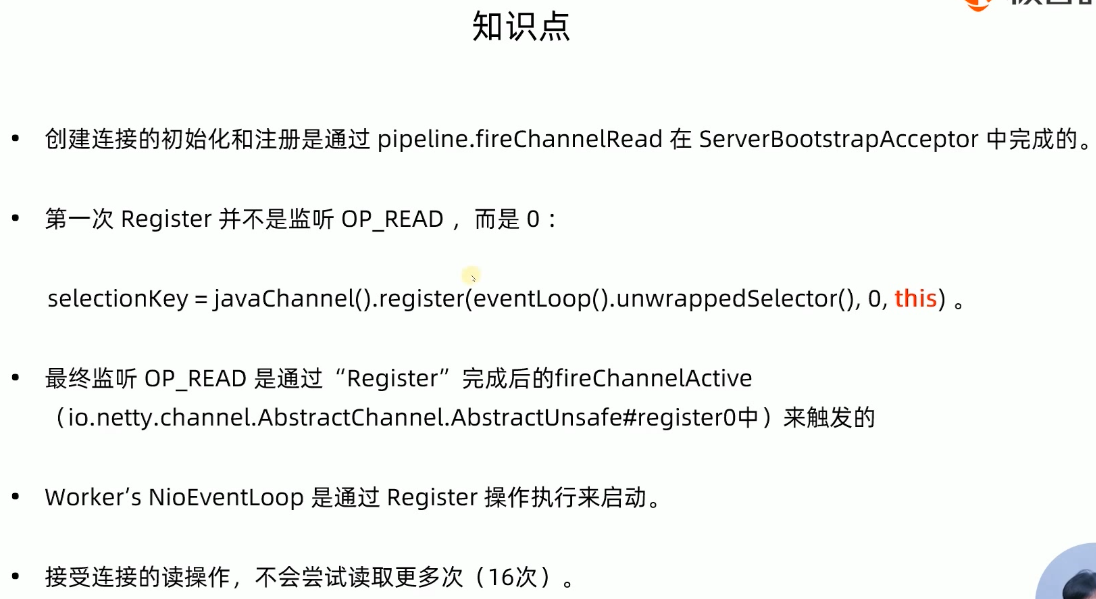 知识点
• 创建连接的初始化和注册是通过 pipeline.fireChannelRead 在 ServerBootstrapAcceptor 中完成的。
• 第一次 Register 并不是监听 OP_READ ，而是 0 ：
selectionKey = javaChannel().register(eventLoop().unwrappedSelector(), 0, this) 。
• 最终监听 OP_READ 是通过“Register”完成后的fireChannelActive
（io.netty.channel.AbstractChannel.AbstractUnsafe#register0中）来触发的
• Worker’s NioEventLoop 是通过 Register 操作执行来启动。
• 接受连接的读操作，不会尝试读取更多次（16次）。